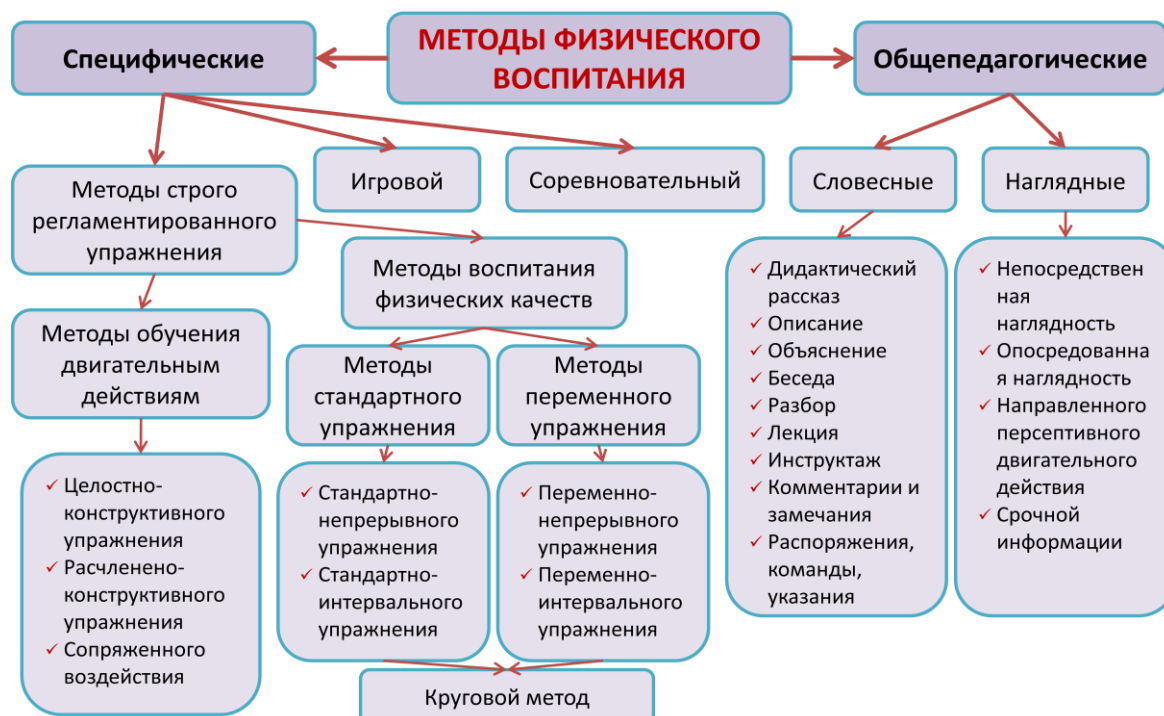 МЕТОДЫ ФИЗИЧЕСКОГО
ВОСПИТАНИЯ
Специфические
Общепедагогические
Методы строго
регламентированного
упражнения
Игровой
Соревновательный
Словесные
Наглядные
Методы воспитания
физических качеств
Методы обучения
двигательным
действиям
Методы
стандартного
упражнения
Методы
переменного
упражнения
Целостно-
конструктивного
упражнения
Расчленено-
конструктивного
упражнения
Сопряженного
воздействия
Стандартно-
непрерывного
упражнения
Стандартно-
интервального
упражнения
Переменно-
непрерывного
упражнения
Переменно-
интервального
упражнения
Круговой метод
Дидактический
рассказ
Описание
Объяснение
Беседа
Разбор
Лекция
Инструктаж
Комментарии и
замечания
Распоряжения,
команды,
указания
Непосредствен
ная
наглядность
Опосредованна
я наглядность
Направленного
персептивного
двигательного
действия
Срочной
информации